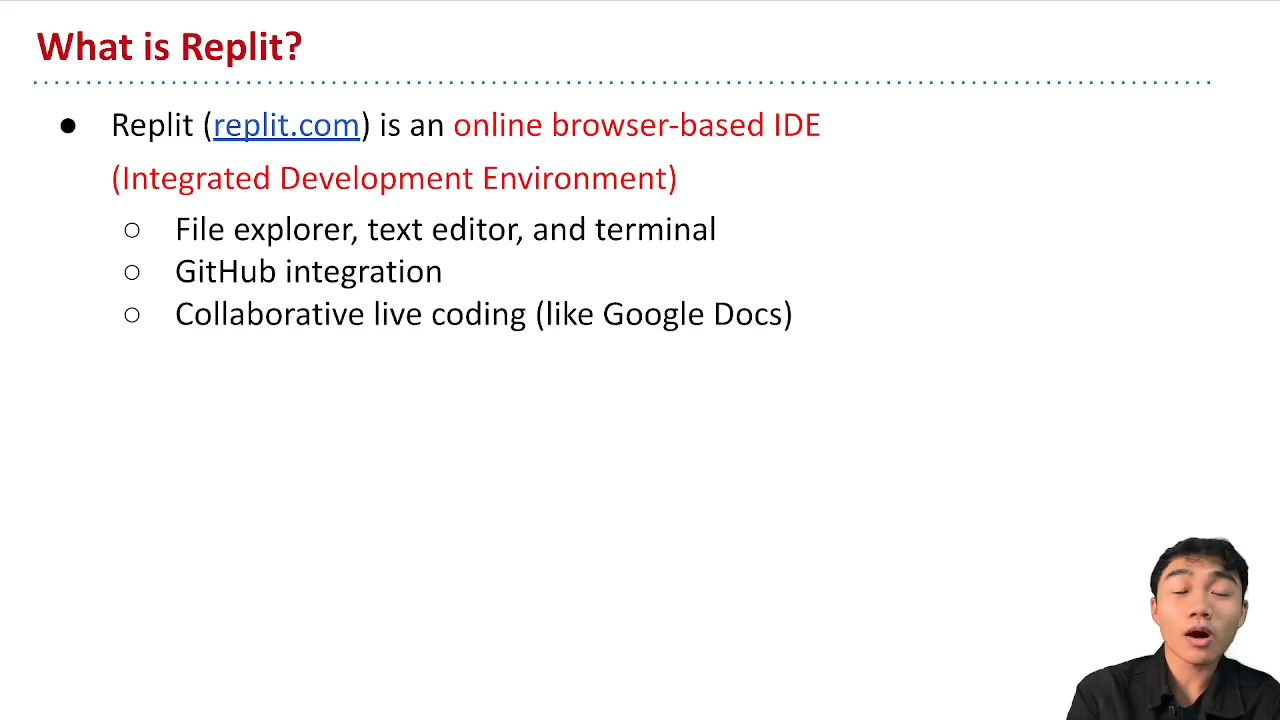 What is Replit?
● Replit (replit.com) is an online browser-based IDE
(Integrated Development Environment)
○ File explorer, text editor, and terminal
○ GitHub integration
○ Collaborative live coding (like Google Docs)